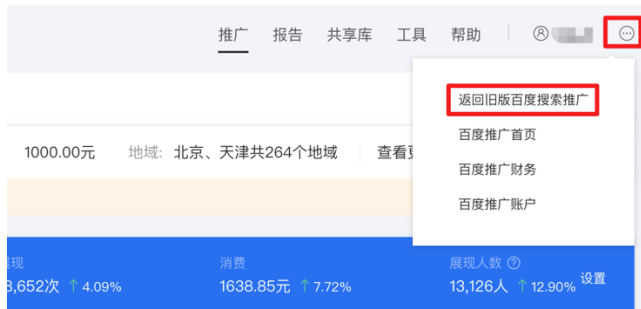 推广 报告 共享库 工具 帮助
返回旧版百度搜索推广
百度推广首页
1000.00元 地域: 北京、天津共264个地域 查看
百度推广财务
百度推广账户
消费 展现人数
,652次 ↑ 4.09% 1638.85元 ↑ 7.72% 13,126人 ↑ 12.90% 设置